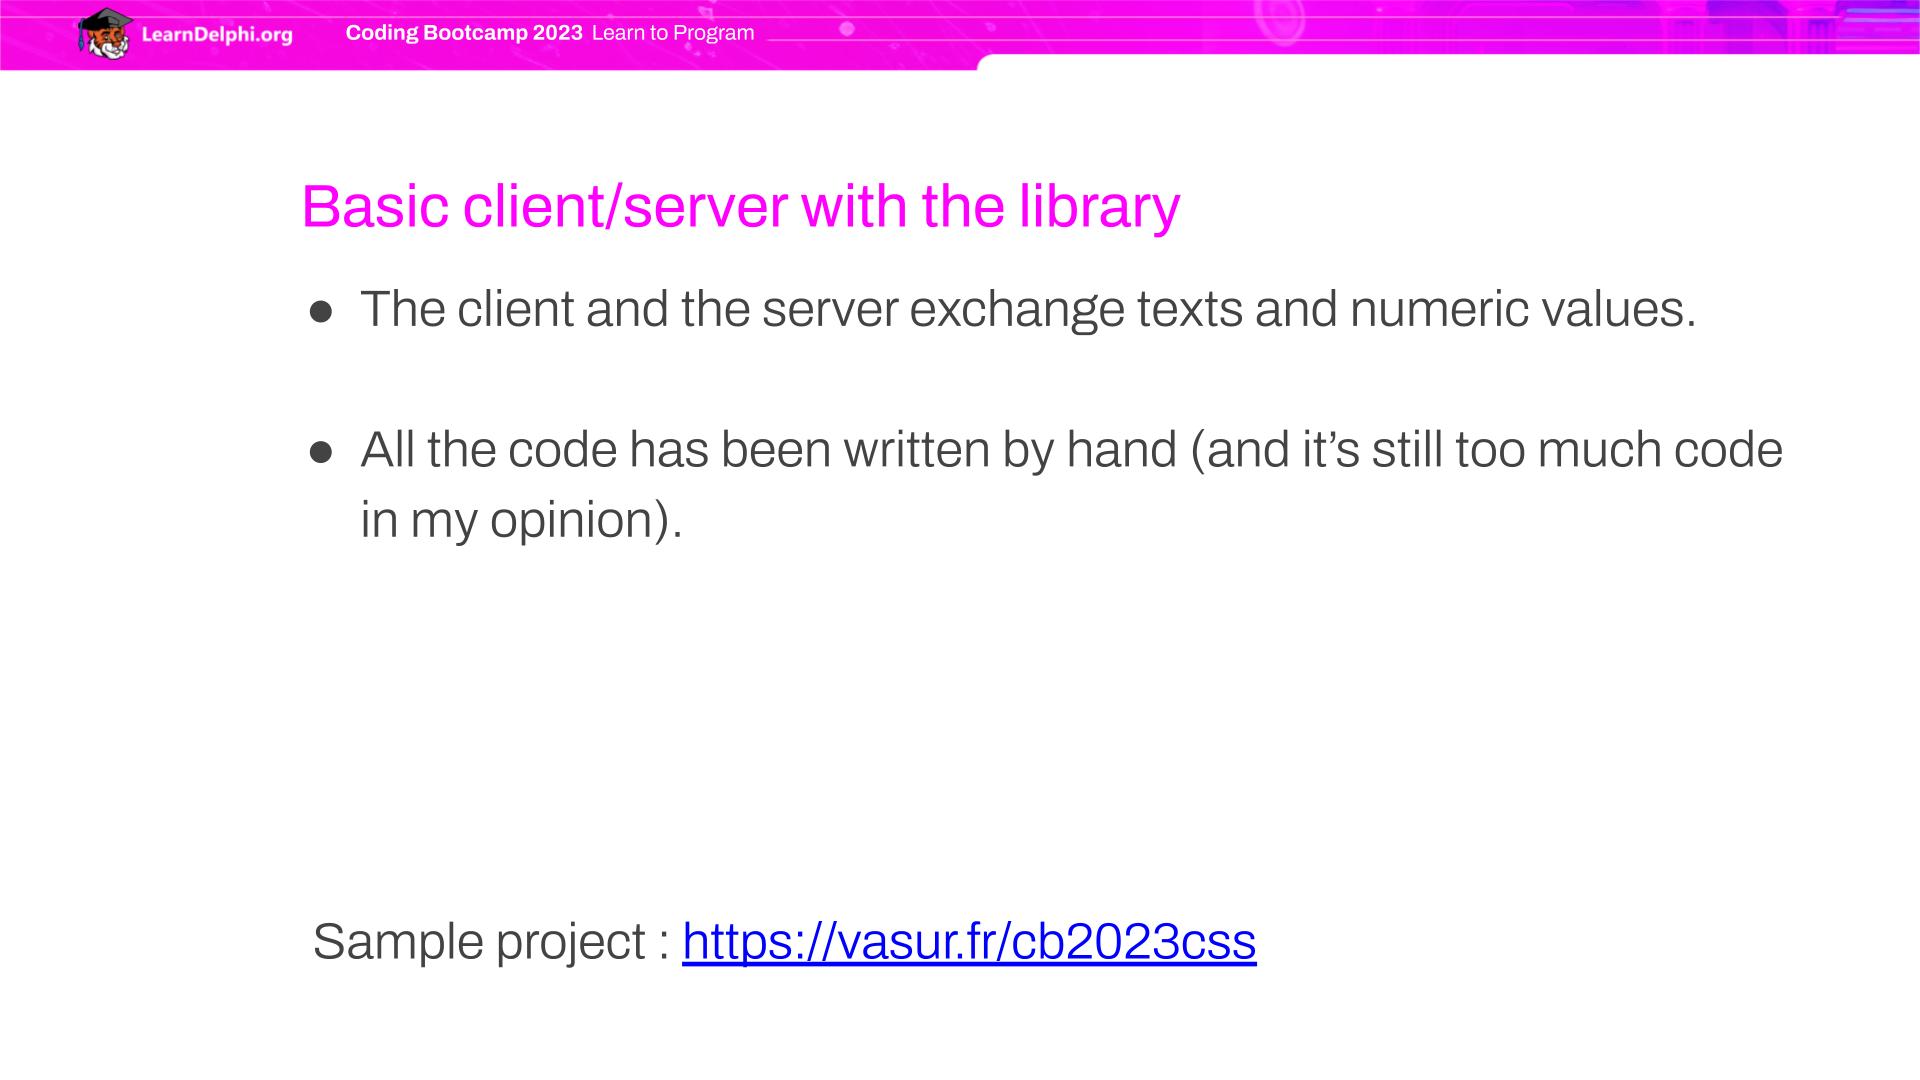 LearnDelphi.org
Coding Bootcamp 2023 Learn to Program
Basic client/server with the library
● The client and the server exchange texts and numeric values.
● All the code has been written by hand (and it’s still too much code
in my opinion).
Sample project : https://vasur.fr/cb2023css